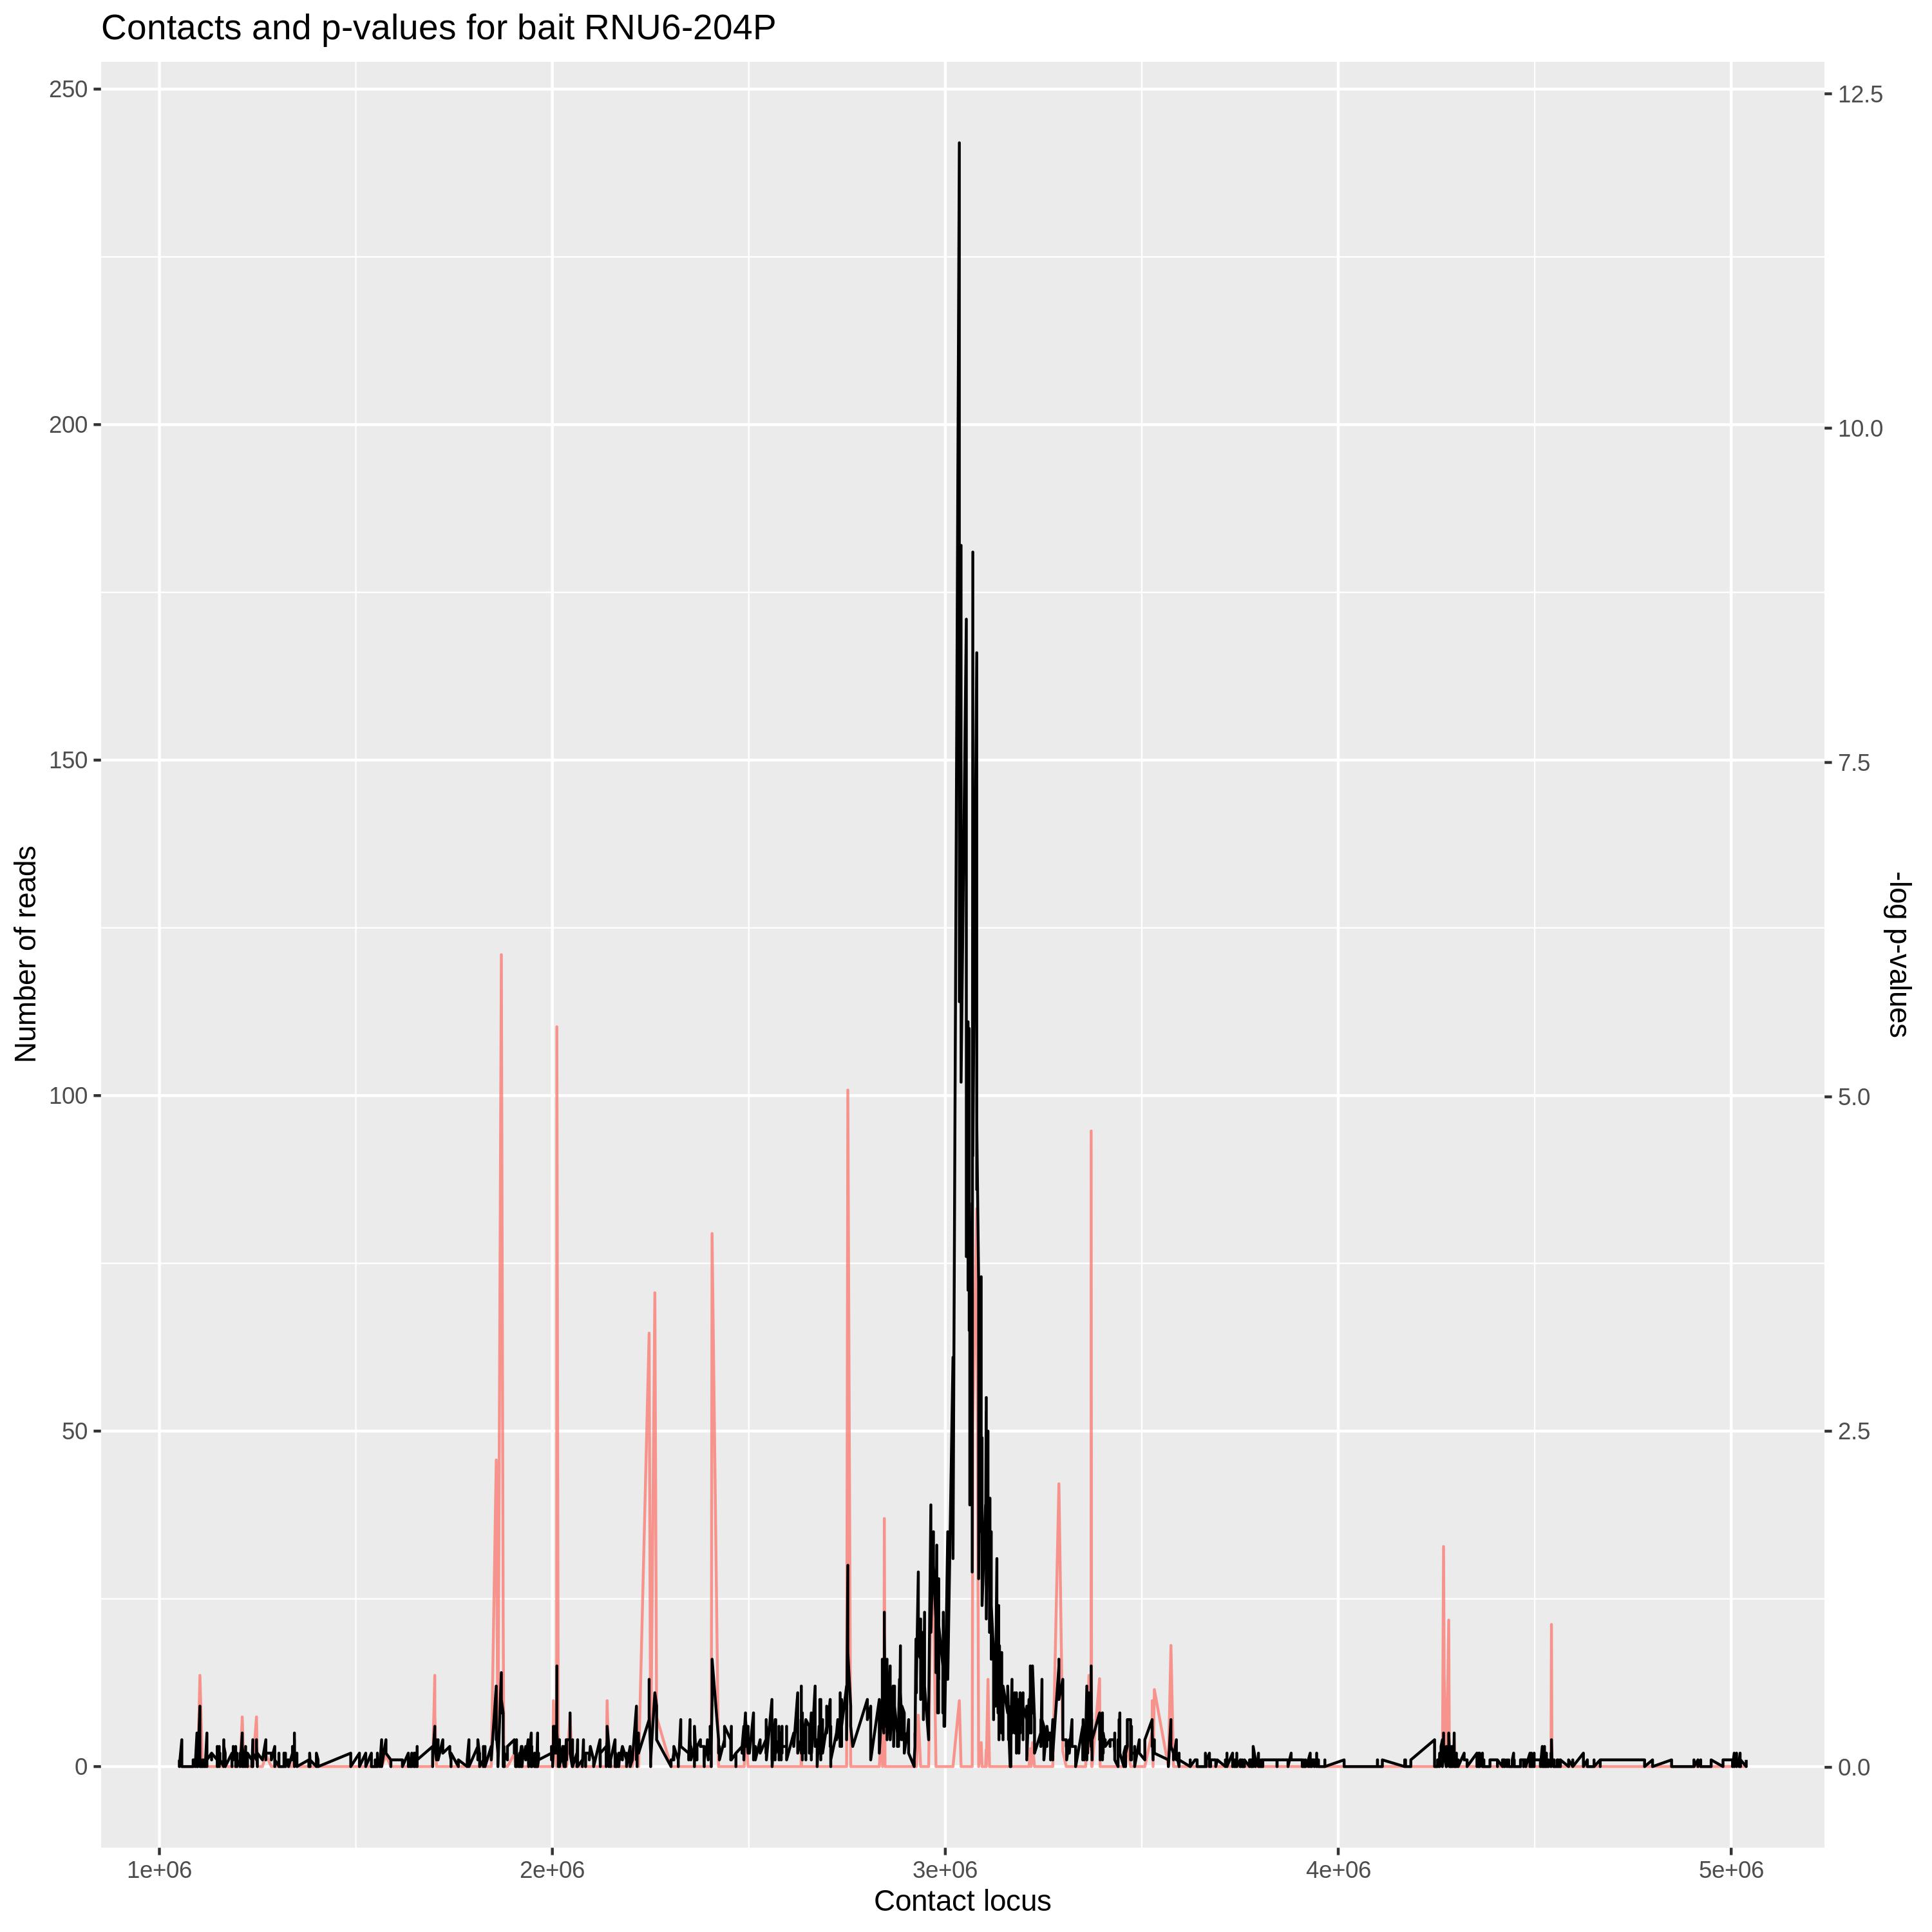 Contacts and p-values for bait RNU6-204P
250
200
150
100
50
0
12.5
10.0
7.5
5.0
2.5
0.0
Number of reads
-log p-values
1e+06
2e+06
3e+06
4e+06
5e+06
Contact locus